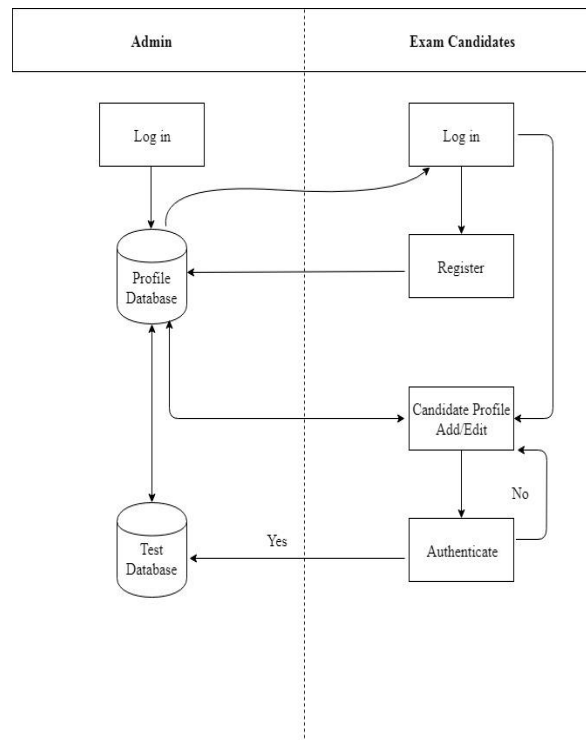 Admin
Exam Candidates
Log in
Log in
Profile
Database
Register
Candidate Profile
Add/Edit
No
Yes
Test
Database
Authenticate